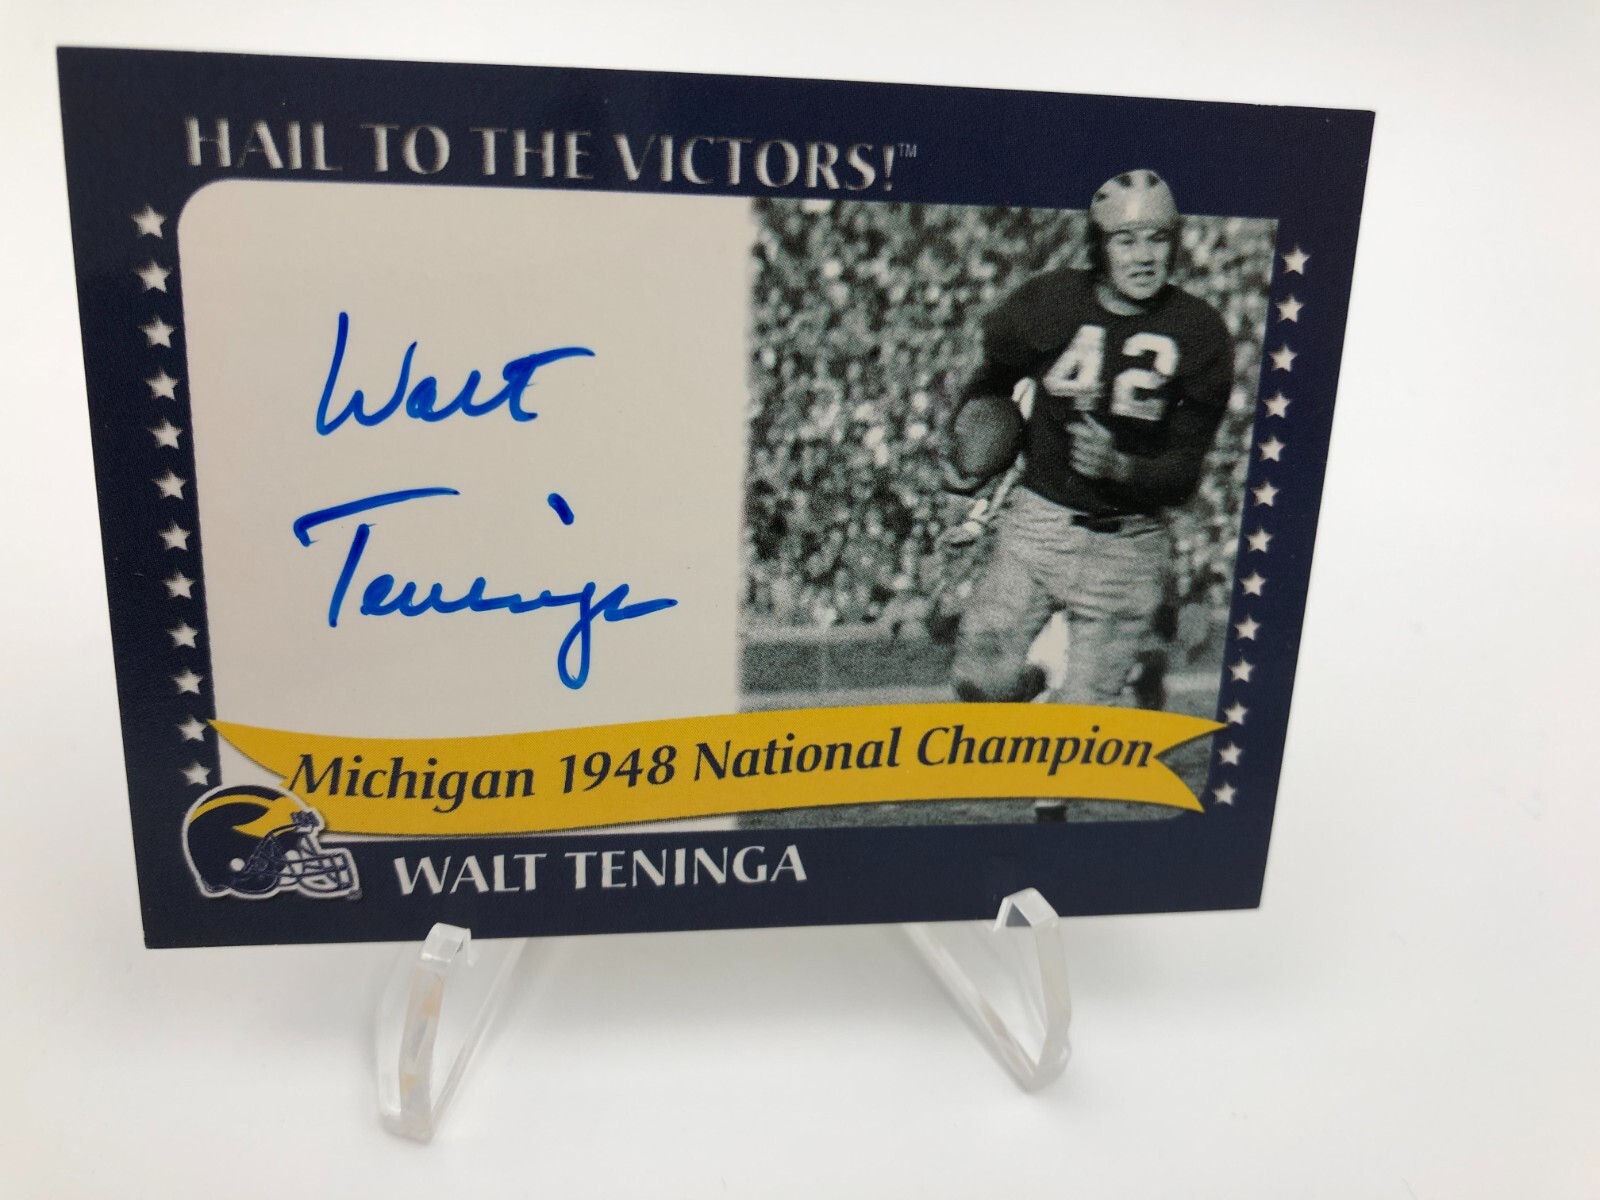 HAIL TO THE VICTORS!™
Walt
Teninga
42
Michigan 1948 National Champion
WALT TENINGA